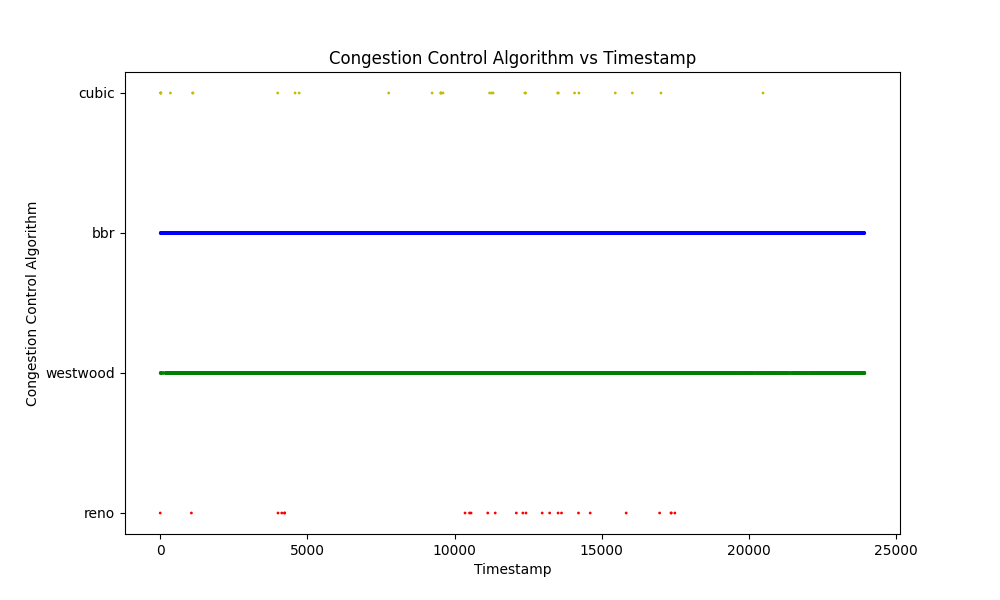 Congestion Control Algorithm vs Timestamp
Congestion Control Algorithm
cubic
bbr
westwood
reno
0 5000 10000 15000 20000 25000
Timestamp